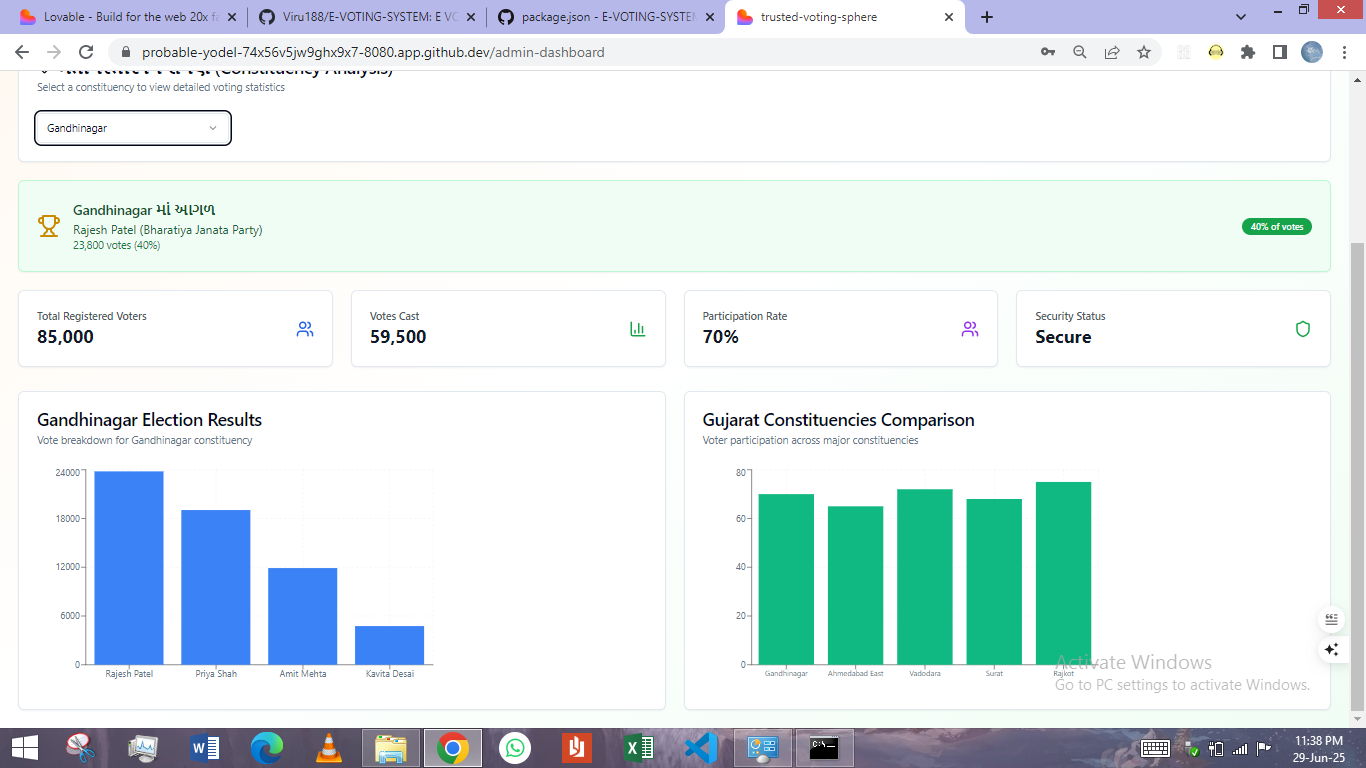 Lovable - Build for the web 20x fa
Viru188/E-VOTING-SYSTEM: E VO
package.json - E-VOTING-SYSTEM
trusted-voting-sphere
probable-yodel-74x56v5jw9ghx9x7-8080.app.github.dev/admin-dashboard
(Constituency Analysis)
Select a constituency to view detailed voting statistics
Gandhinagar
Gandhinagar માં આગળ
Rajesh Patel (Bharatiya Janata Party)
23,800 votes (40%)
40% of votes
Total Registered Voters
85,000
Votes Cast
59,500
Participation Rate
70%
Security Status
Secure
Gandhinagar Election Results
Vote breakdown for Gandhinagar constituency
24000
18000
12000
6000
0
Rajesh Patel
Priya Shah
Amit Mehta
Kavita Desai
Gujarat Constituencies Comparison
Voter participation across major constituencies
80
60
40
20
0
Gandhinagar
Ahmedabad East
Vadodara
Surat
Rajkot
Activate Windows
Go to PC settings to activate Windows.
11:38 PM
29-Jun-25